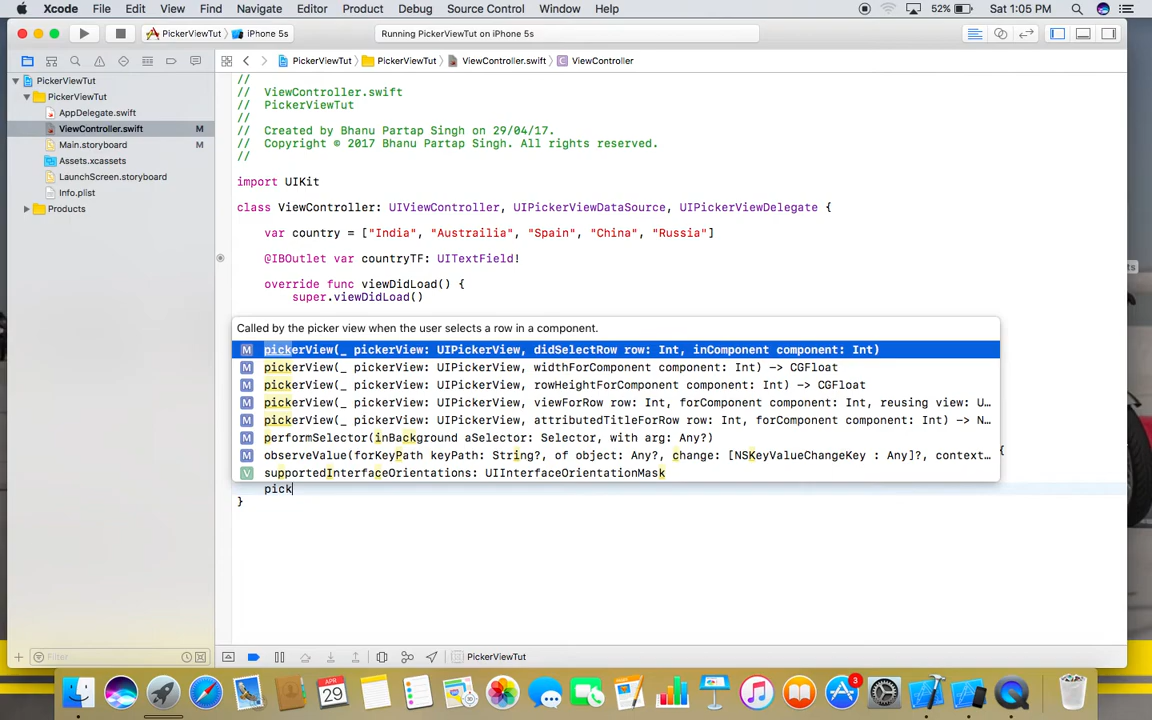 Xcode File Edit View Find Navigate Editor Product Debug Source Control Window Help 52% Sat 1:05 PM
PickerViewTut iPhone 5s Running PickerViewTut on iPhone 5s
PickerViewTut PickerViewTut ViewController.swift C ViewController
PickerViewTut
PickerViewTut
AppDelegate.swift
ViewController.swift M
Main.storyboard M
Assets.xcassets
LaunchScreen.storyboard
Info.plist
Products
//
// ViewController.swift
// PickerViewTut
//
// Created by Bhanu Partap Singh on 29/04/17.
// Copyright © 2017 Bhanu Partap Singh. All rights reserved.
//
import UIKit
class ViewController: UIViewController, UIPickerViewDataSource, UIPickerViewDelegate {
var country = ["India", "Austrailia", "Spain", "China", "Russia"]
@IBOutlet var countryTF: UITextField!
override func viewDidLoad() {
super.viewDidLoad()
Called by the picker view when the user selects a row in a component.
M pickerView(_ pickerView: UIPickerView, didSelectRow row: Int, inComponent component: Int)
M pickerView(_ pickerView: UIPickerView, widthForComponent component: Int) -> CGFloat
M pickerView(_ pickerView: UIPickerView, rowHeightForComponent component: Int) -> CGFloat
M pickerView(_ pickerView: UIPickerView, viewForRow row: Int, forComponent component: Int, reusing view: U…
M pickerView(_ pickerView: UIPickerView, attributedTitleForRow row: Int, forComponent component: Int) -> N…
M performSelector(inBackground aSelector: Selector, with arg: Any?)
M observeValue(forKeyPath keyPath: String?, of object: Any?, change: [NSKeyValueChangeKey : Any]?, context…
V supportedInterfaceOrientations: UIInterfaceOrientationMask
{
pick
}
Filter
PickerViewTut
APR
29
3